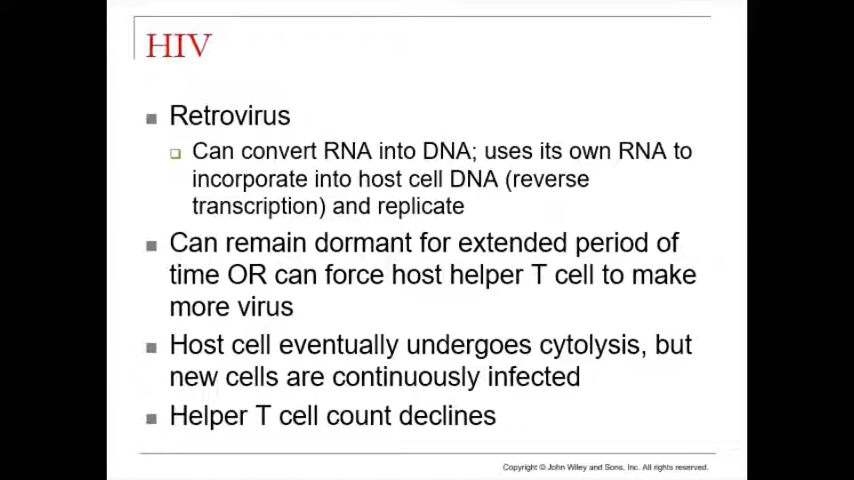 HIV
Retrovirus
Can convert RNA into DNA; uses its own RNA to
incorporate into host cell DNA (reverse
transcription) and replicate
Can remain dormant for extended period of
time OR can force host helper T cell to make
more virus
Host cell eventually undergoes cytolysis, but
new cells are continuously infected
Helper T cell count declines
Copyright © John Wiley and Sons, Inc. All rights reserved.